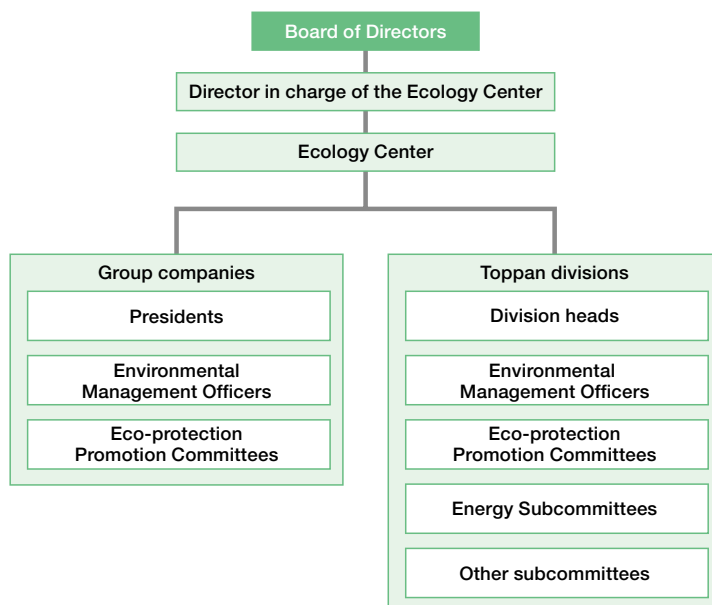 Board of Directors
Director in charge of the Ecology Center
Ecology Center
Group companies
Presidents
Environmental
Management Officers
Eco-protection
Promotion Committees
Toppan divisions
Division heads
Environmental
Management Officers
Eco-protection
Promotion Committees
Energy Subcommittees
Other subcommittees